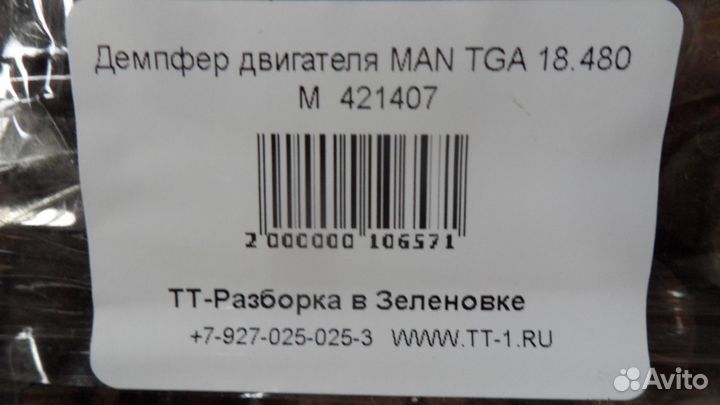 Демпфер двигателя MAN TGA 18.480
М 421407
2 000000 106571
ТТ-Разборка в Зеленовке
+7-927-025-025-3 WWW.TT-1.RU
Avito